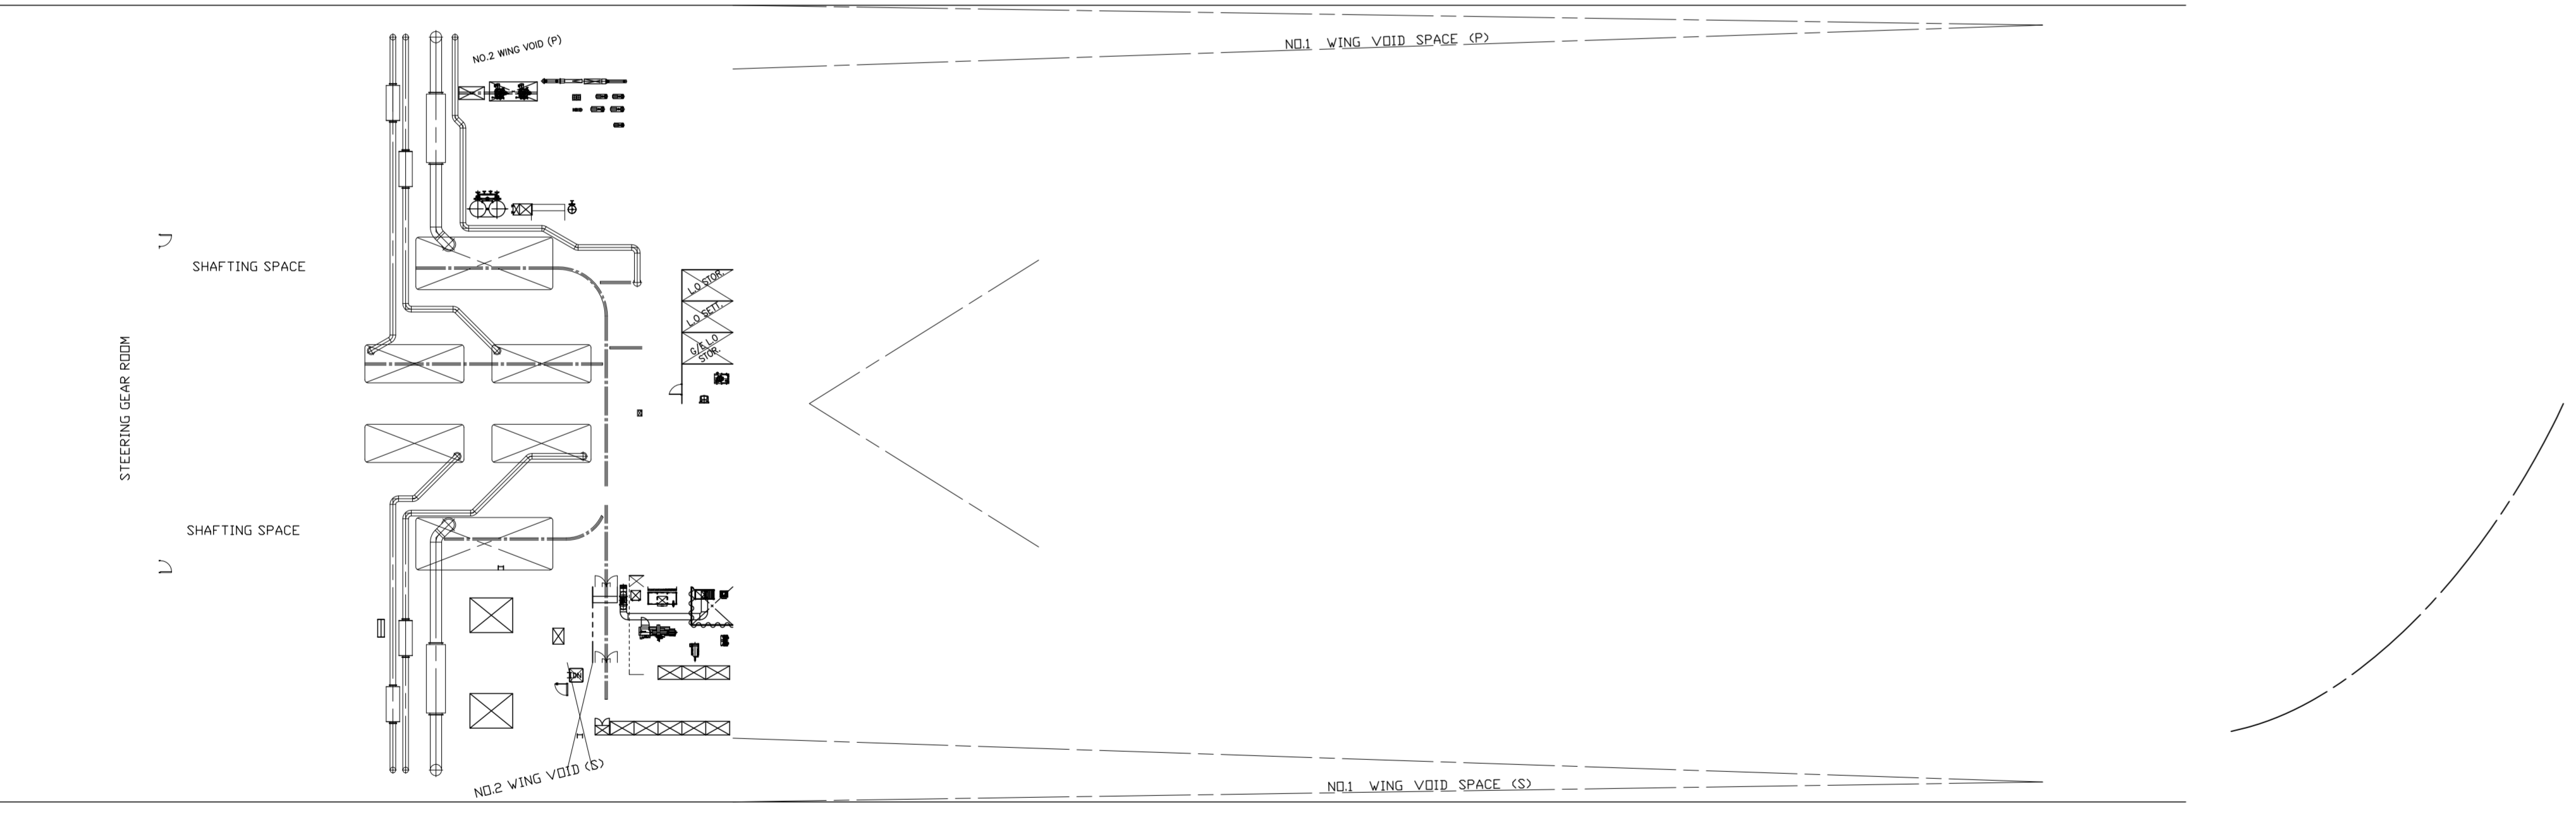 NO.2 WING VOID (P)
NO.1 WING VOID SPACE (P)
SHAFTING SPACE
L.O STOR.
L.O SETT.
G/E L.O
STOR.
STEERING GEAR ROOM
SHAFTING SPACE
NO.2 WING VOID (S)
NO.1 WING VOID SPACE (S)